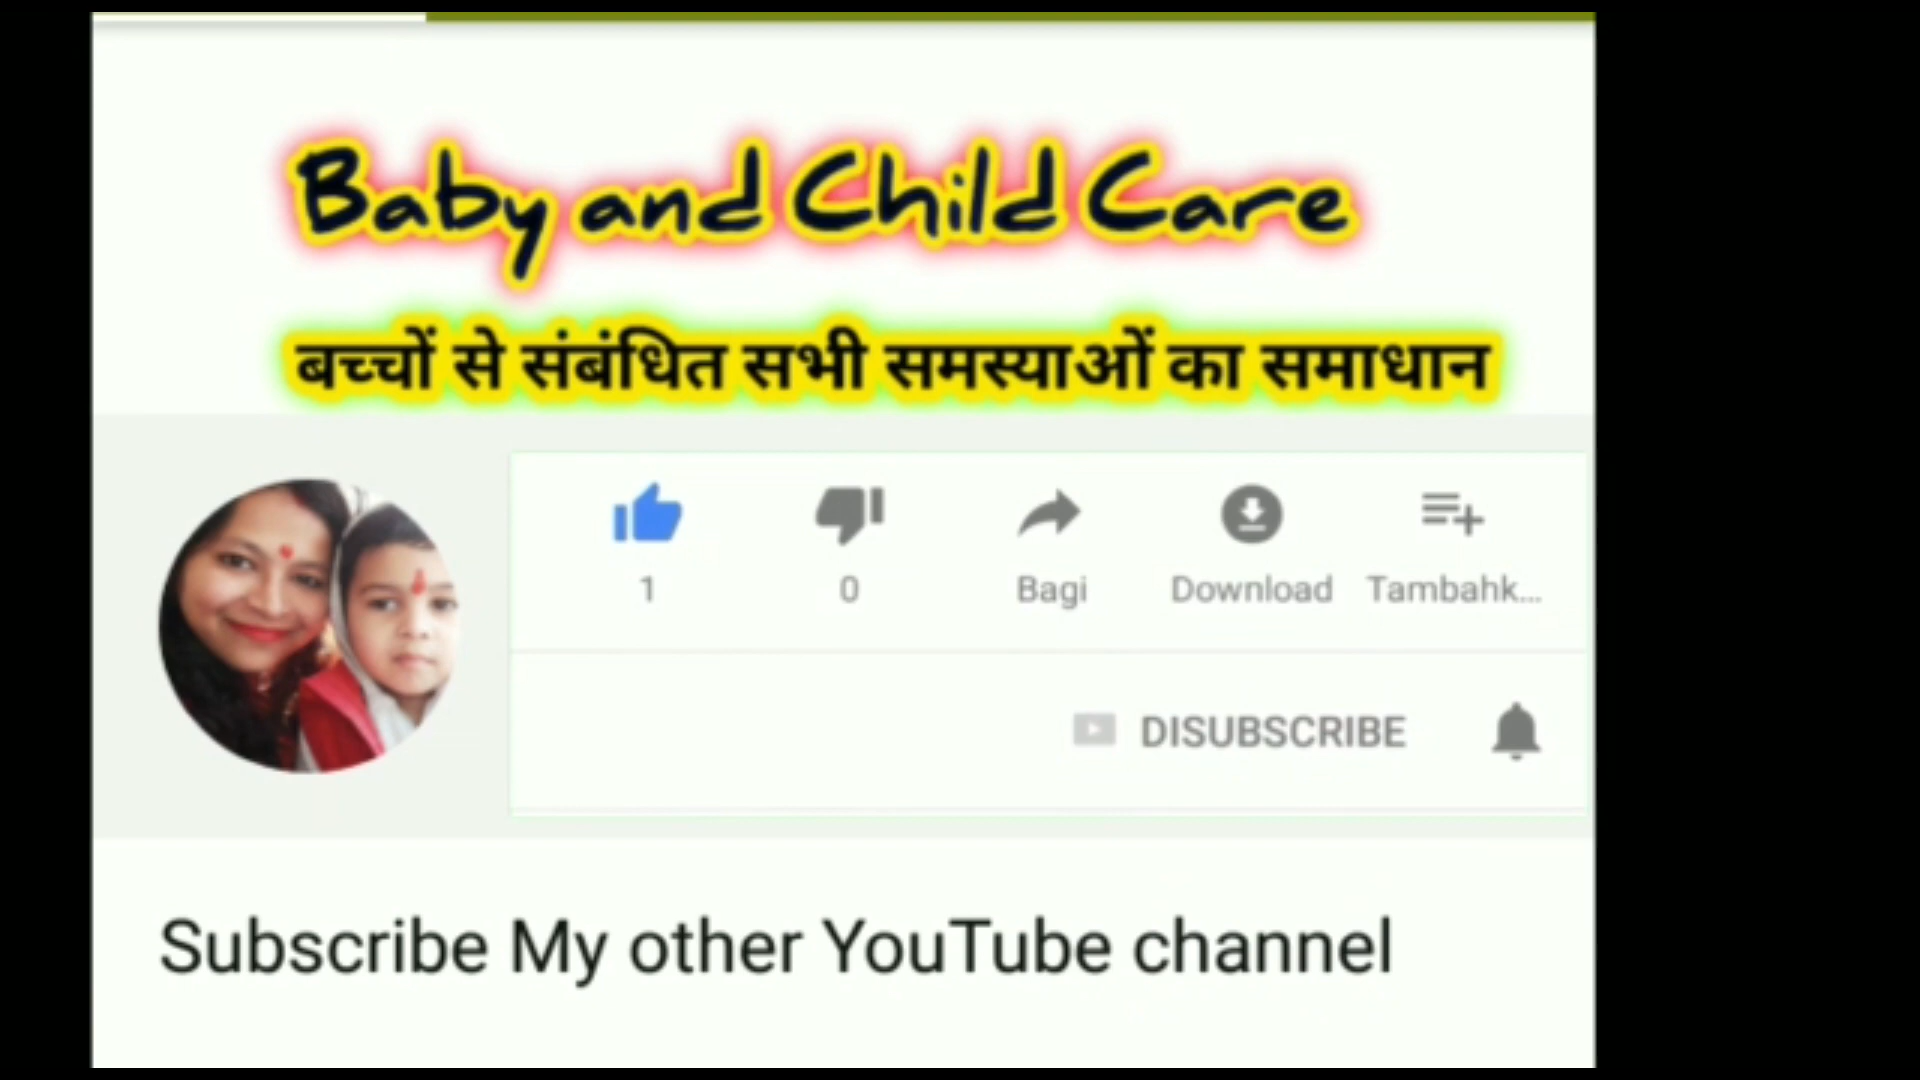 Baby and Child Care
बच्चों से संबंधित सभी समस्याओं का समाधान
1 0 Bagi Download Tambahk...
DISUBSCRIBE
Subscribe My other YouTube channel